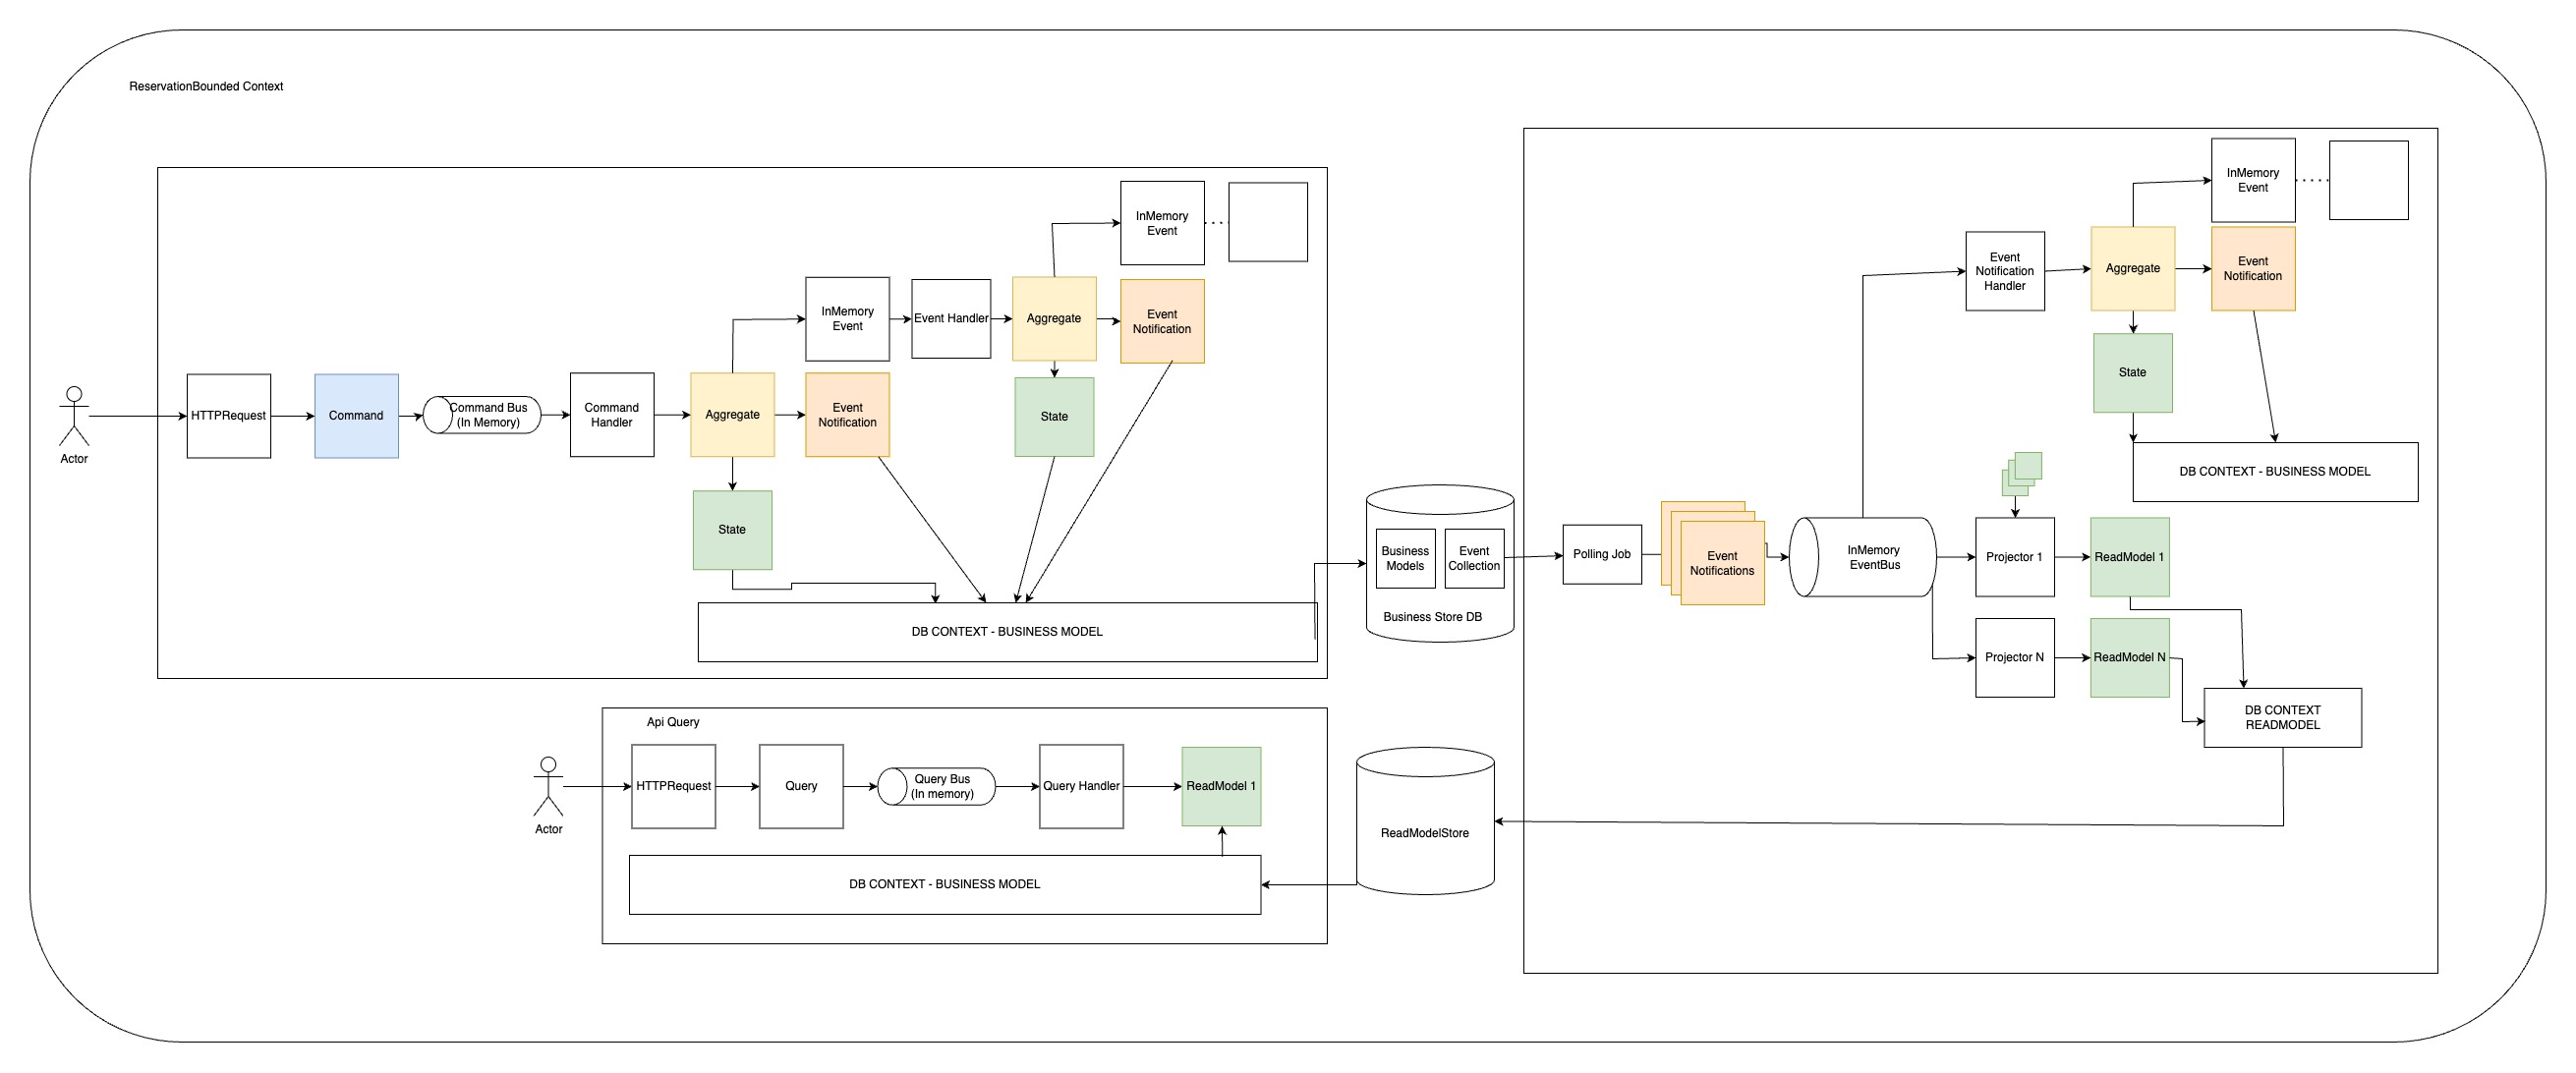 ReservationBounded Context
InMemory
Event
InMemory
Event
Event Handler
Aggregate
Event
Notification
Actor
HTTPRequest
Command
Command Bus
(In Memory)
Command
Handler
Aggregate
Event
Notification
State
State
DB CONTEXT - BUSINESS MODEL
Business
Models
Event
Collection
Business Store DB
Polling Job
Event
Notifications
InMemory
EventBus
Event
Notification
Handler
Aggregate
InMemory
Event
Event
Notification
State
DB CONTEXT - BUSINESS MODEL
Projector 1
ReadModel 1
Projector N
ReadModel N
DB CONTEXT
READMODEL
Api Query
Actor
HTTPRequest
Query
Query Bus
(In memory)
Query Handler
ReadModel 1
DB CONTEXT - BUSINESS MODEL
ReadModelStore